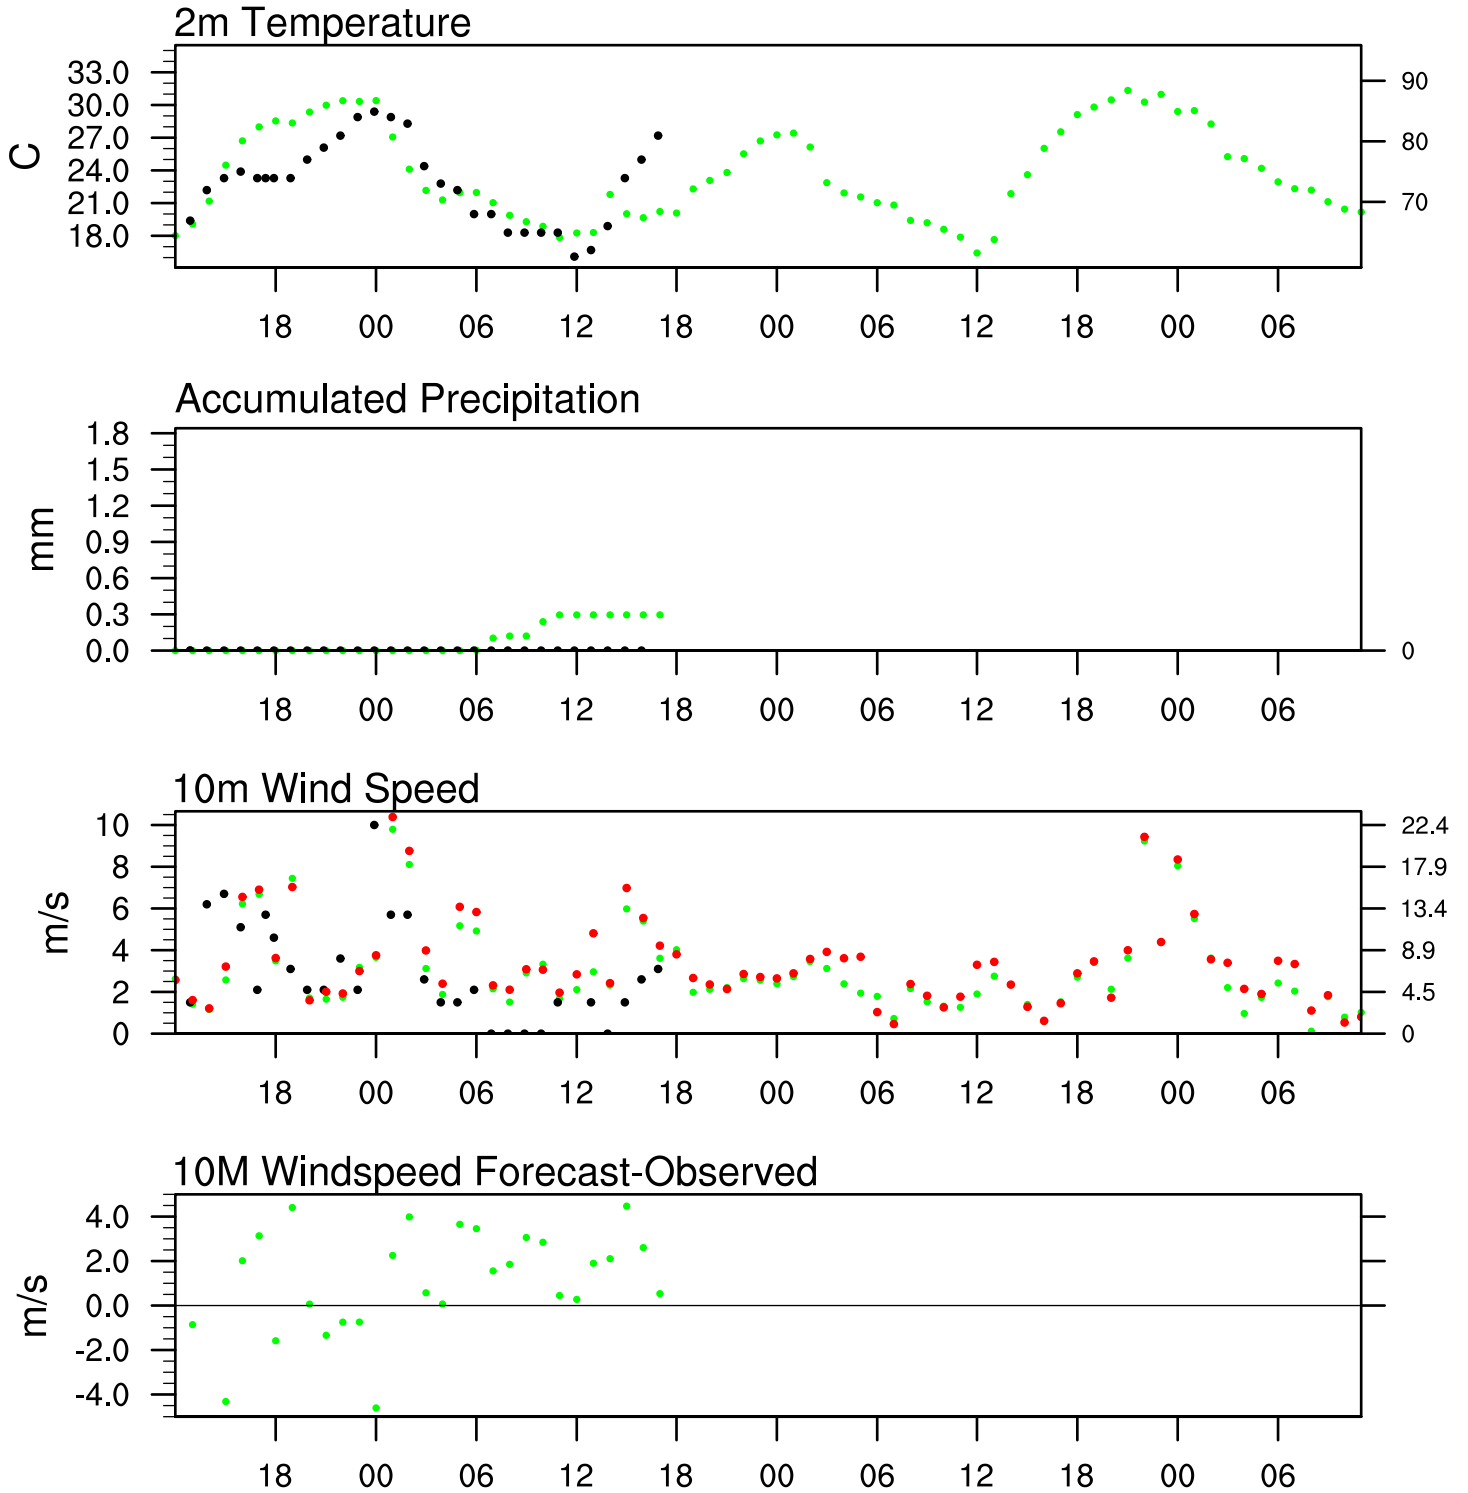 2m Temperature
33.0
30.0
27.0
24.0
21.0
18.0
C
90
80
70
18 00 06 12 18 00 06 12 18 00 06
Accumulated Precipitation
1.8
1.5
1.2
0.9
0.6
0.3
0.0
mm
0
18 00 06 12 18 00 06 12 18 00 06
10m Wind Speed
10
8
6
4
2
0
m/s
22.4
17.9
13.4
8.9
4.5
0
18 00 06 12 18 00 06 12 18 00 06
10M Windspeed Forecast-Observed
4.0
2.0
0.0
-2.0
-4.0
m/s
18 00 06 12 18 00 06 12 18 00 06